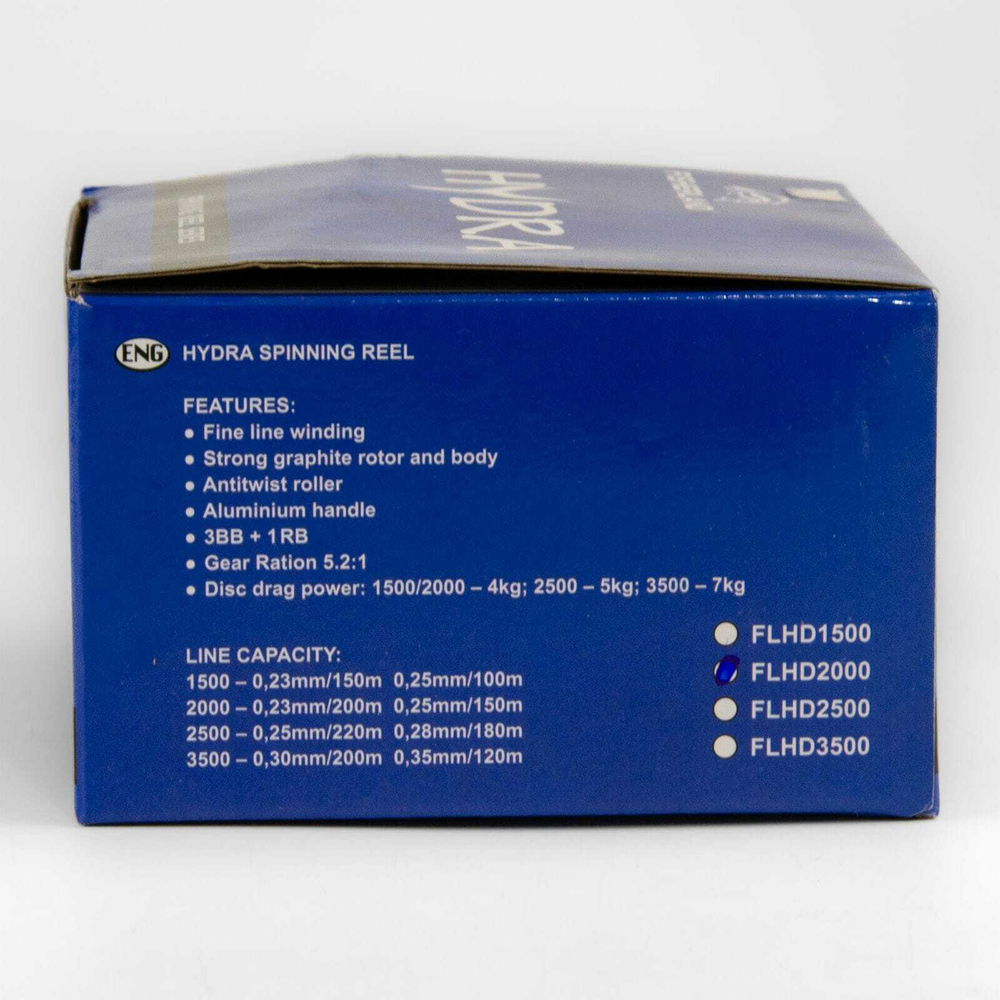 HYDRA
ENG HYDRA SPINNING REEL
FEATURES:
• Fine line winding
• Strong graphite rotor and body
• Antitwist roller
• Aluminium handle
• 3BB + 1RB
• Gear Ration 5.2:1
• Disc drag power: 1500/2000 – 4kg; 2500 – 5kg; 3500 – 7kg
LINE CAPACITY:
1500 – 0,23mm/150m 0,25mm/100m
2000 – 0,23mm/200m 0,25mm/150m
2500 – 0,25mm/220m 0,28mm/180m
3500 – 0,30mm/200m 0,35mm/120m
FLHD1500
FLHD2000
FLHD2500
FLHD3500